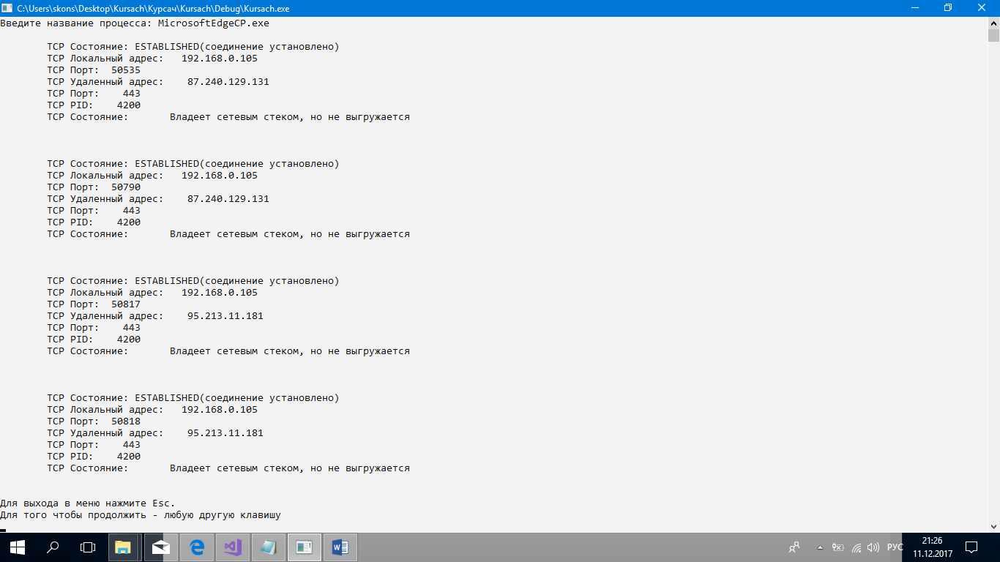 C:\Users\skons\Desktop\Kursach\Курсач\Kursach\Debug\Kursach.exe
Введите название процесса: MicrosoftEdgeCP.exe
TCP Состояние: ESTABLISHED(соединение установлено)
TCP Локальный адрес: 192.168.0.105
TCP Порт: 50535
TCP Удаленный адрес: 87.240.129.131
TCP Порт: 443
TCP PID: 4200
TCP Состояние: Владеет сетевым стеком, но не выгружается
TCP Состояние: ESTABLISHED(соединение установлено)
TCP Локальный адрес: 192.168.0.105
TCP Порт: 50790
TCP Удаленный адрес: 87.240.129.131
TCP Порт: 443
TCP PID: 4200
TCP Состояние: Владеет сетевым стеком, но не выгружается
TCP Состояние: ESTABLISHED(соединение установлено)
TCP Локальный адрес: 192.168.0.105
TCP Порт: 50817
TCP Удаленный адрес: 95.213.11.181
TCP Порт: 443
TCP PID: 4200
TCP Состояние: Владеет сетевым стеком, но не выгружается
TCP Состояние: ESTABLISHED(соединение установлено)
TCP Локальный адрес: 192.168.0.105
TCP Порт: 50818
TCP Удаленный адрес: 95.213.11.181
TCP Порт: 443
TCP PID: 4200
TCP Состояние: Владеет сетевым стеком, но не выгружается
Для выхода в меню нажмите Esc.
Для того чтобы продолжить - любую другую клавишу
РУС
21:26
11.12.2017